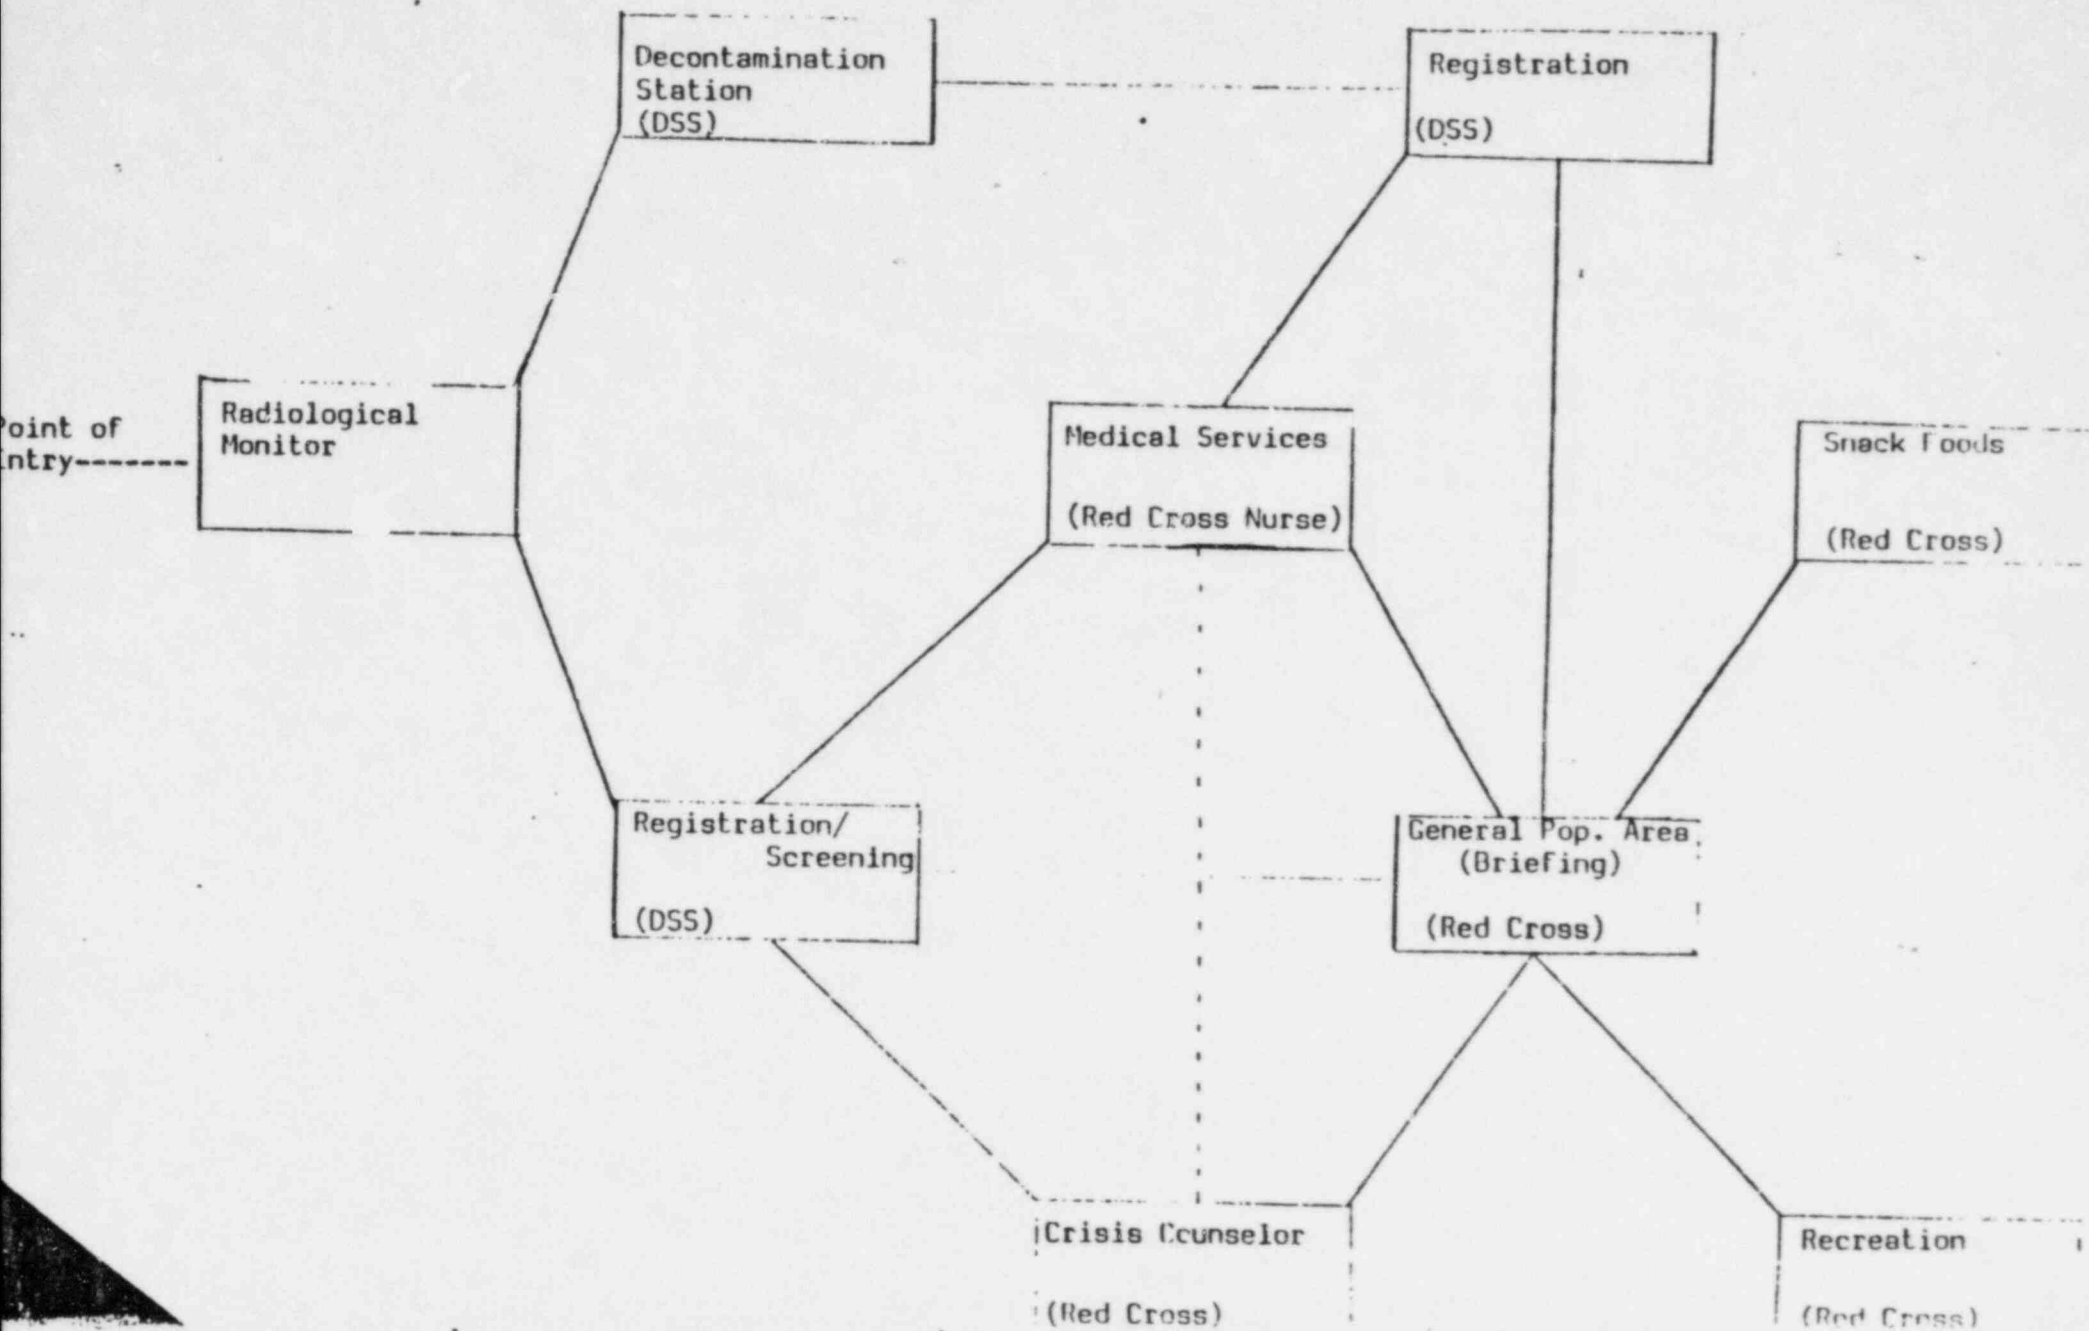 Decontamination
Station
(DSS)
Registration
(DSS)
Point of
Entry-------
Radiological
Monitor
Medical Services
(Red Cross Nurse)
Snack Foods
(Red Cross)
Registration/
Screening
(DSS)
General Pop. Area
(Briefing)
(Red Cross)
Crisis Counselor
(Red Cross)
Recreation
(Red Cross)